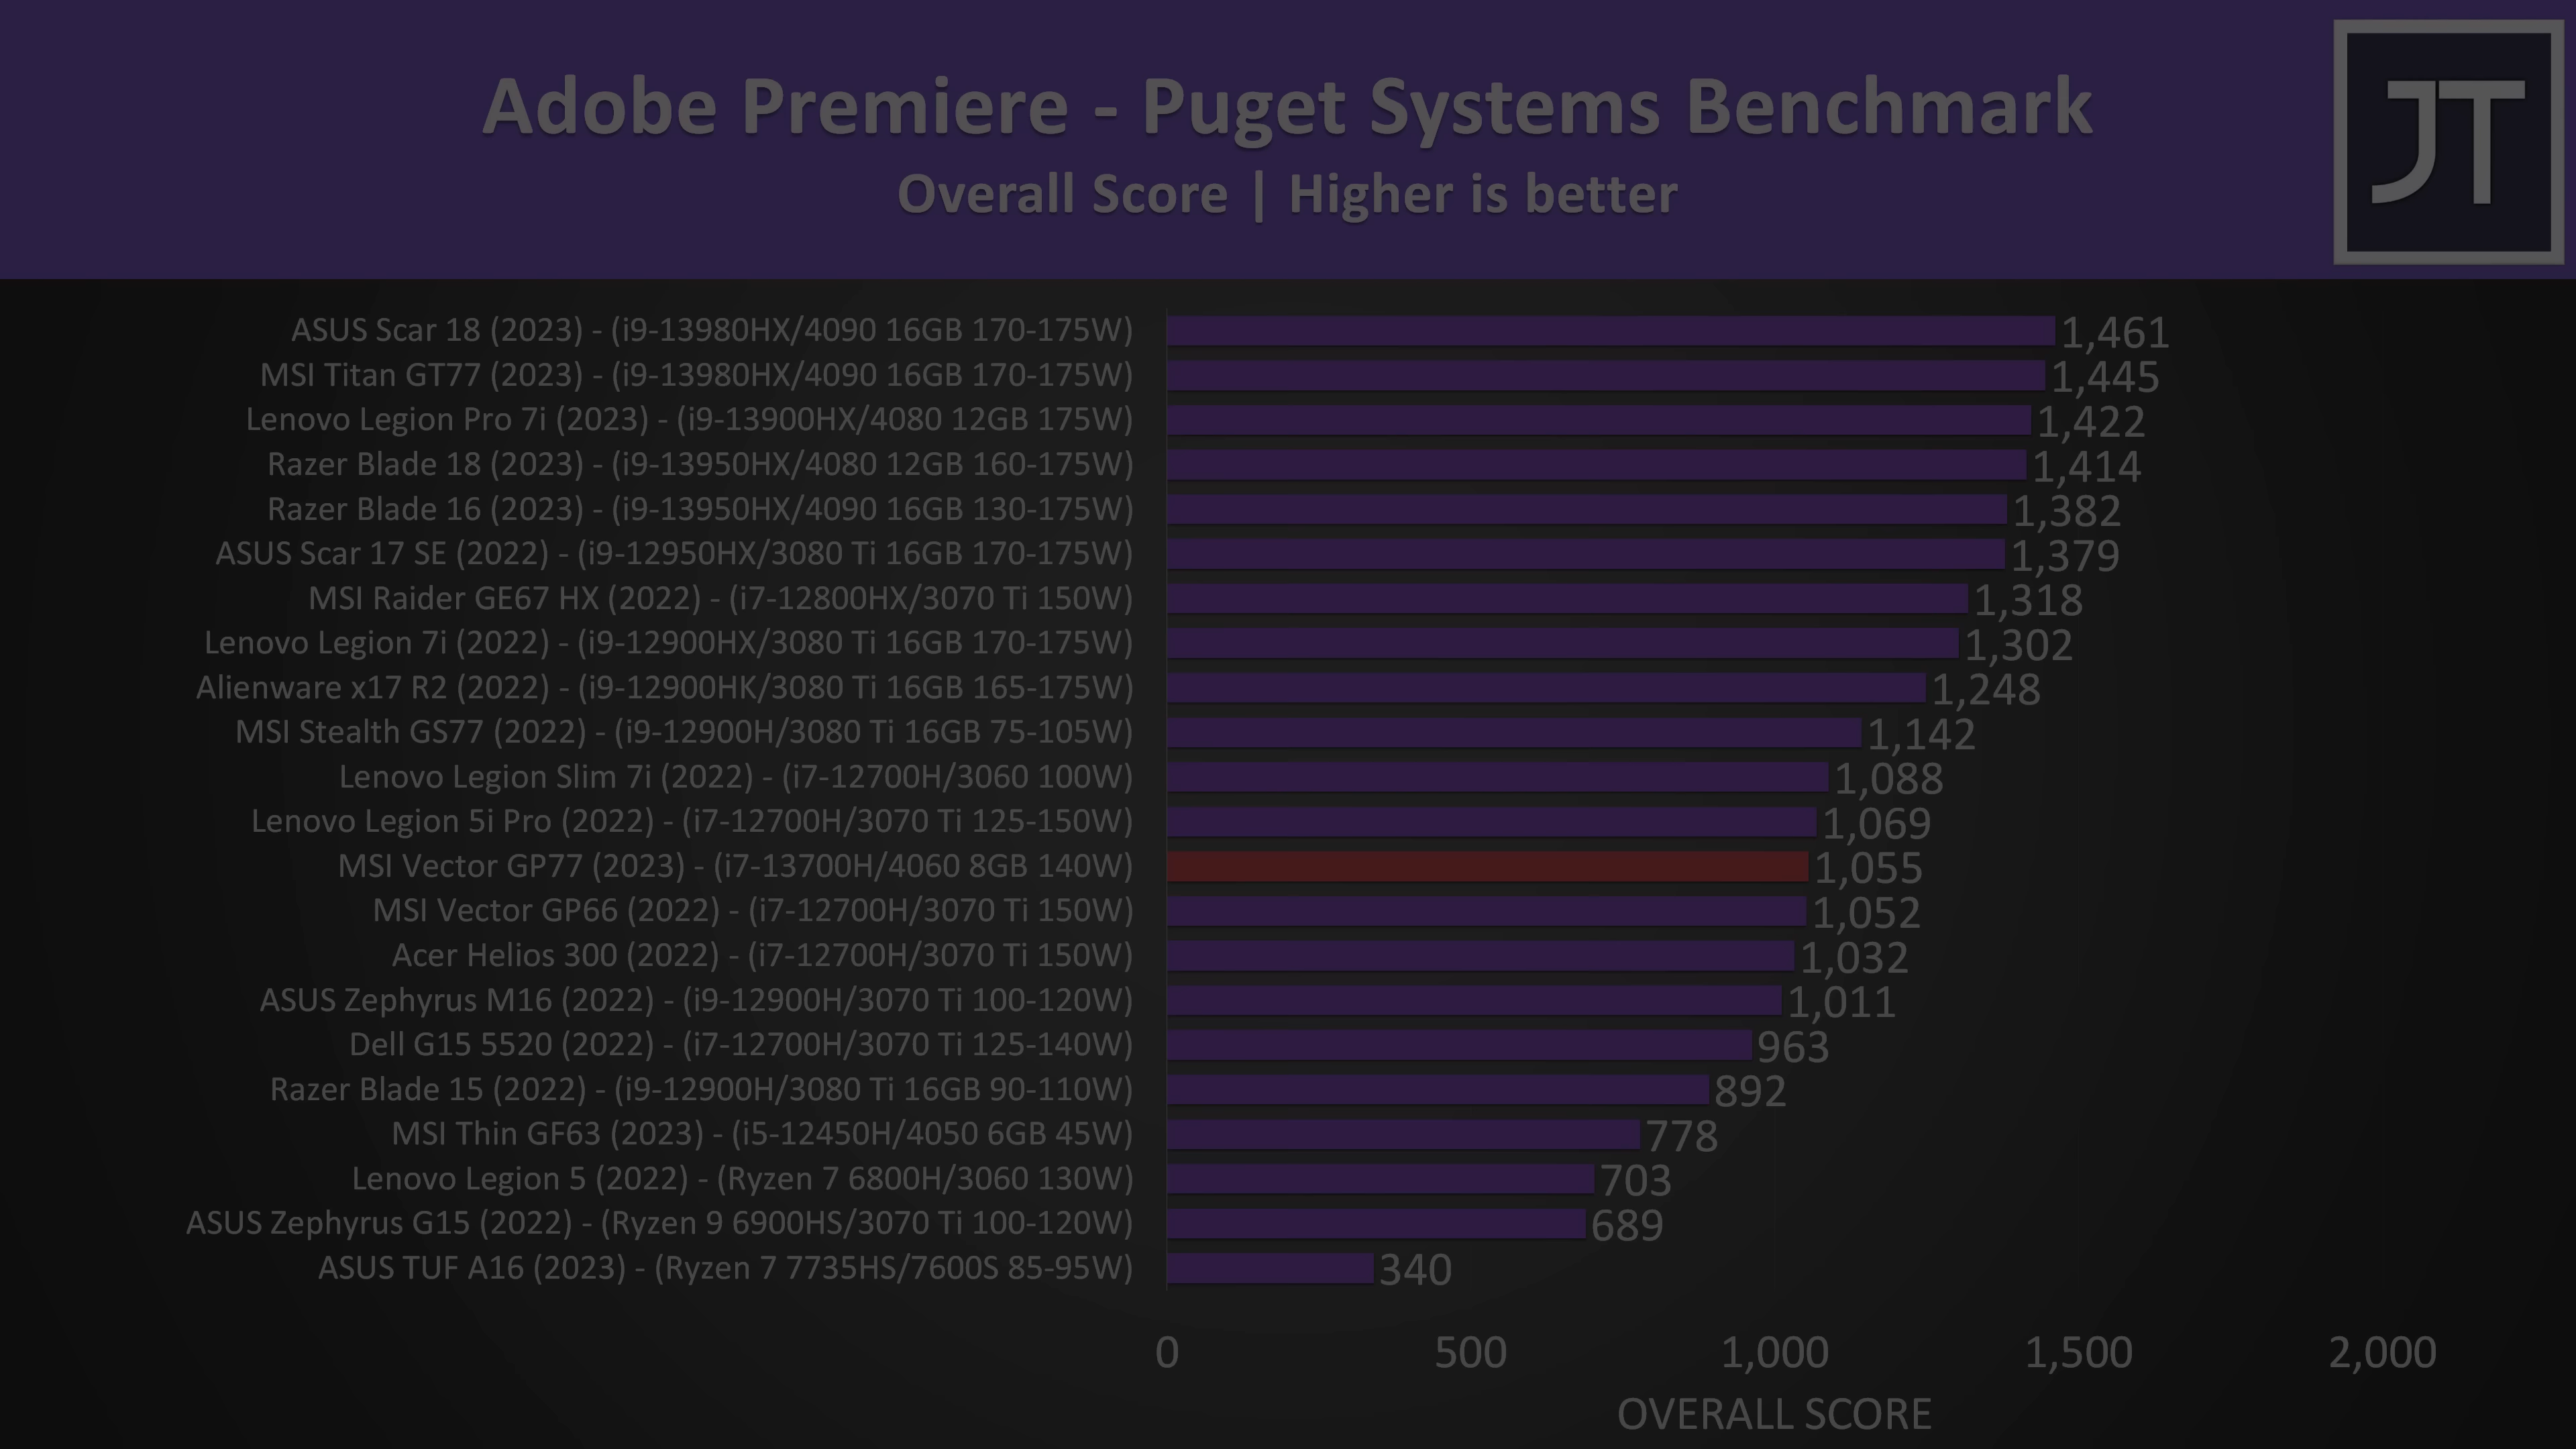 Adobe Premiere - Puget Systems Benchmark
Overall Score | Higher is better
JT
ASUS Scar 18 (2023) - (i9-13980HX/4090 16GB 170-175W) 1,461
MSI Titan GT77 (2023) - (i9-13980HX/4090 16GB 170-175W) 1,445
Lenovo Legion Pro 7i (2023) - (i9-13900HX/4080 12GB 175W) 1,422
Razer Blade 18 (2023) - (i9-13950HX/4080 12GB 160-175W) 1,414
Razer Blade 16 (2023) - (i9-13950HX/4090 16GB 130-175W) 1,382
ASUS Scar 17 SE (2022) - (i9-12950HX/3080 Ti 16GB 170-175W) 1,379
MSI Raider GE67 HX (2022) - (i7-12800HX/3070 Ti 150W) 1,318
Lenovo Legion 7i (2022) - (i9-12900HX/3080 Ti 16GB 170-175W) 1,302
Alienware x17 R2 (2022) - (i9-12900HK/3080 Ti 16GB 165-175W) 1,248
MSI Stealth GS77 (2022) - (i9-12900H/3080 Ti 16GB 75-105W) 1,142
Lenovo Legion Slim 7i (2022) - (i7-12700H/3060 100W) 1,088
Lenovo Legion 5i Pro (2022) - (i7-12700H/3070 Ti 125-150W) 1,069
MSI Vector GP77 (2023) - (i7-13700H/4060 8GB 140W) 1,055
MSI Vector GP66 (2022) - (i7-12700H/3070 Ti 150W) 1,052
Acer Helios 300 (2022) - (i7-12700H/3070 Ti 150W) 1,032
ASUS Zephyrus M16 (2022) - (i9-12900H/3070 Ti 100-120W) 1,011
Dell G15 5520 (2022) - (i7-12700H/3070 Ti 125-140W) 963
Razer Blade 15 (2022) - (i9-12900H/3080 Ti 16GB 90-110W) 892
MSI Thin GF63 (2023) - (i5-12450H/4050 6GB 45W) 778
Lenovo Legion 5 (2022) - (Ryzen 7 6800H/3060 130W) 703
ASUS Zephyrus G15 (2022) - (Ryzen 9 6900HS/3070 Ti 100-120W) 689
ASUS TUF A16 (2023) - (Ryzen 7 7735HS/7600S 85-95W) 340
0 500 1,000 1,500 2,000
OVERALL SCORE